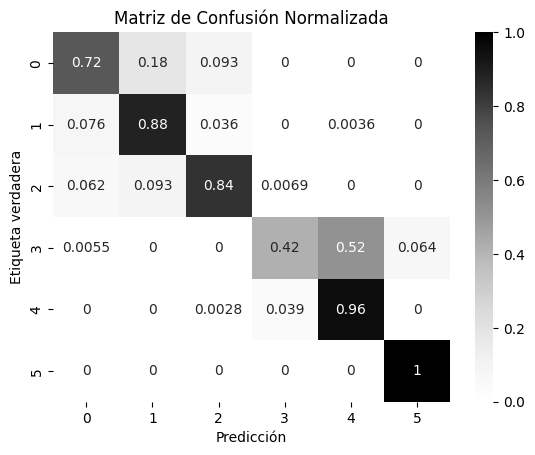 Matriz de Confusión Normalizada
0 0.72 0.18 0.093 0 0 0
1 0.076 0.88 0.036 0 0.0036 0
2 0.062 0.093 0.84 0.0069 0 0
3 0.0055 0 0 0.42 0.52 0.064
4 0 0 0.0028 0.039 0.96 0
5 0 0 0 0 0 1
0 1 2 3 4 5
Predicción
Etiqueta verdadera
1.0
0.8
0.6
0.4
0.2
0.0